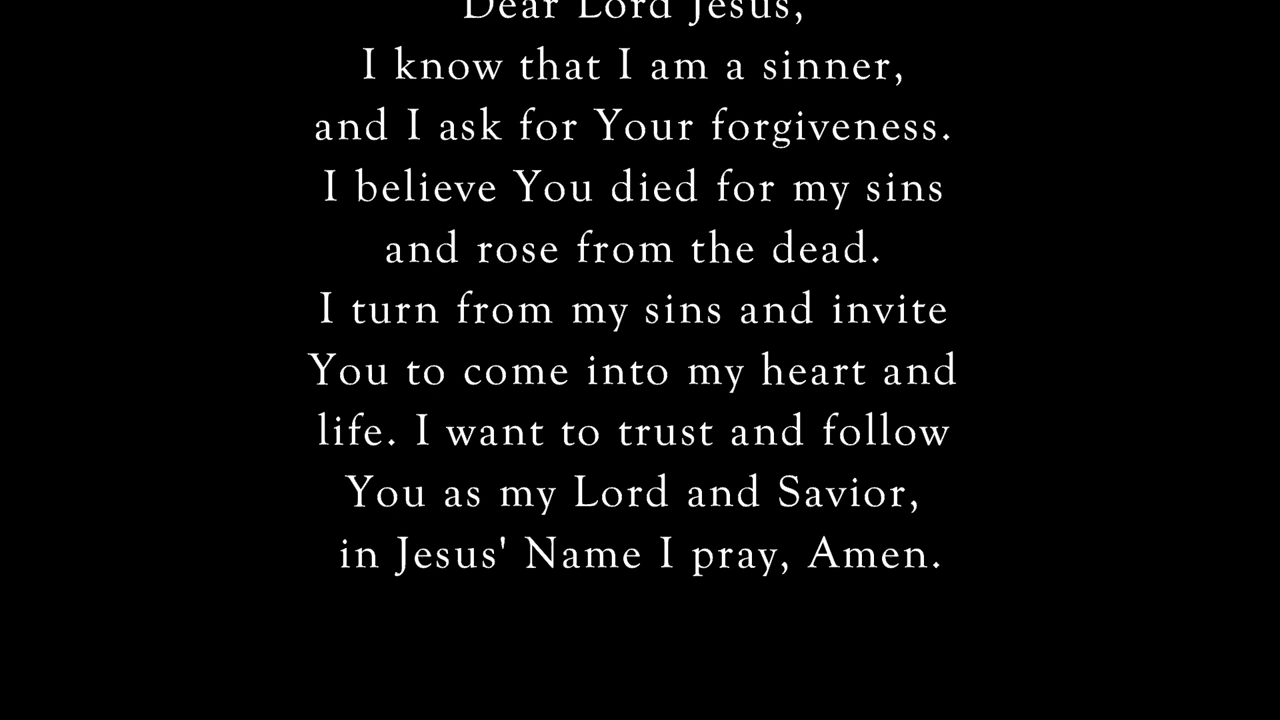 Dear Lord Jesus,
I know that I am a sinner,
and I ask for Your forgiveness.
I believe You died for my sins
and rose from the dead.
I turn from my sins and invite
You to come into my heart and
life. I want to trust and follow
You as my Lord and Savior,
in Jesus' Name I pray, Amen.